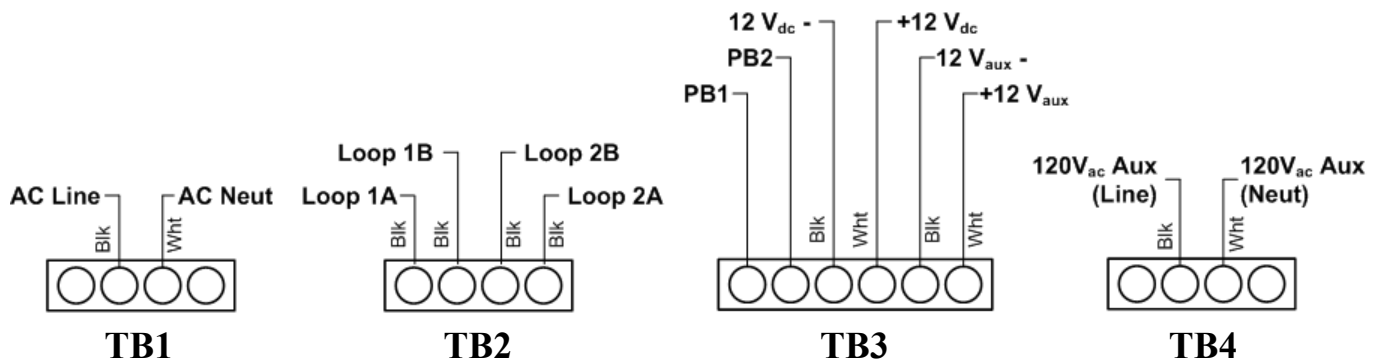 12 Vdc -
+12 Vdc
PB2
12 Vaux -
PB1
+12 Vaux
Loop 1B
Loop 2B
120Vac Aux
(Line)
120Vac Aux
(Neut)
AC Line
AC Neut
Loop 1A
Loop 2A
Blk
Wht
Blk
Blk
Blk
Blk
Blk
Wht
Blk
Wht
Blk
Wht
TB1
TB2
TB3
TB4